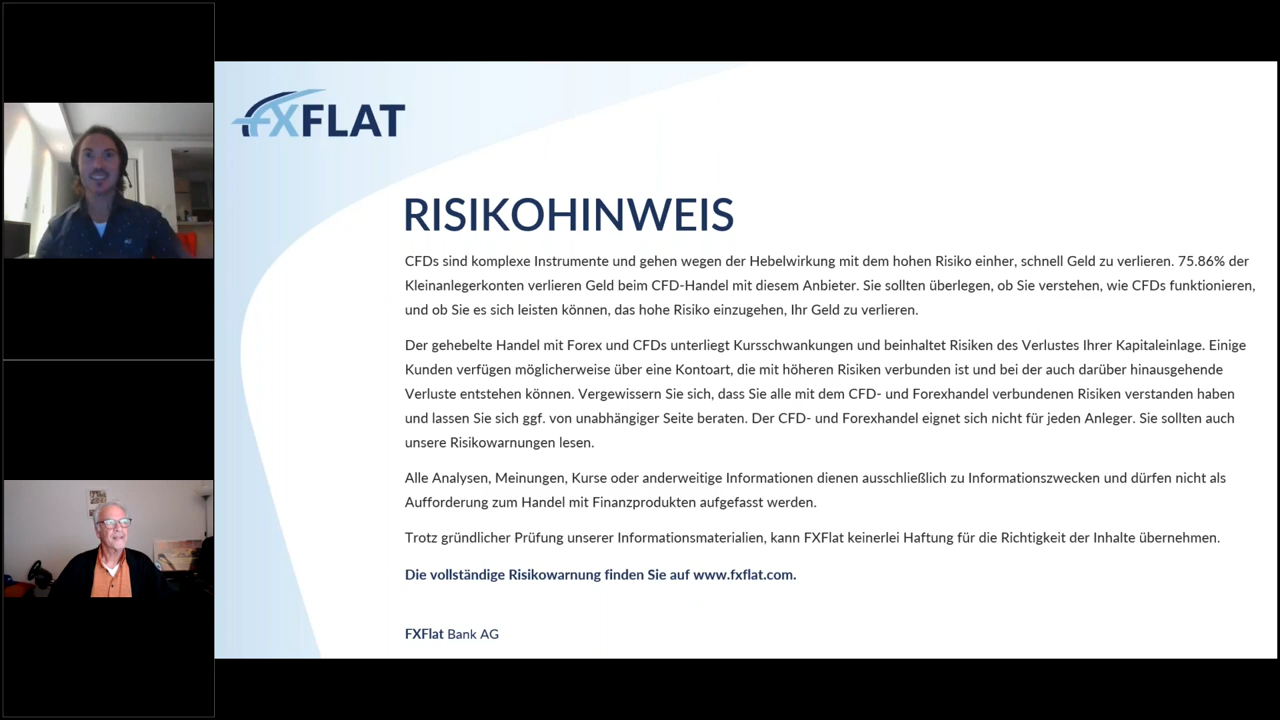 FXFLAT
RISIKOHINWEIS
CFDs sind komplexe Instrumente und gehen wegen der Hebelwirkung mit dem hohen Risiko einher, schnell Geld zu verlieren. 75.86% der
Kleinanlegerkonten verlieren Geld beim CFD-Handel mit diesem Anbieter. Sie sollten überlegen, ob Sie verstehen, wie CFDs funktionieren,
und ob Sie es sich leisten können, das hohe Risiko einzugehen, Ihr Geld zu verlieren.
Der gehebelte Handel mit Forex und CFDs unterliegt Kursschwankungen und beinhaltet Risiken des Verlustes Ihrer Kapitaleinlage. Einige
Kunden verfügen möglicherweise über eine Kontoart, die mit höheren Risiken verbunden ist und bei der auch darüber hinausgehende
Verluste entstehen können. Vergewissern Sie sich, dass Sie alle mit dem CFD- und Forexhandel verbundenen Risiken verstanden haben
und lassen Sie sich ggf. von unabhängiger Seite beraten. Der CFD- und Forexhandel eignet sich nicht für jeden Anleger. Sie sollten auch
unsere Risikowarnungen lesen.
Alle Analysen, Meinungen, Kurse oder anderweitige Informationen dienen ausschließlich zu Informationszwecken und dürfen nicht als
Aufforderung zum Handel mit Finanzprodukten aufgefasst werden.
Trotz gründlicher Prüfung unserer Informationsmaterialien, kann FXFlat keinerlei Haftung für die Richtigkeit der Inhalte übernehmen.
Die vollständige Risikowarnung finden Sie auf www.fxflat.com.
FXFlat Bank AG